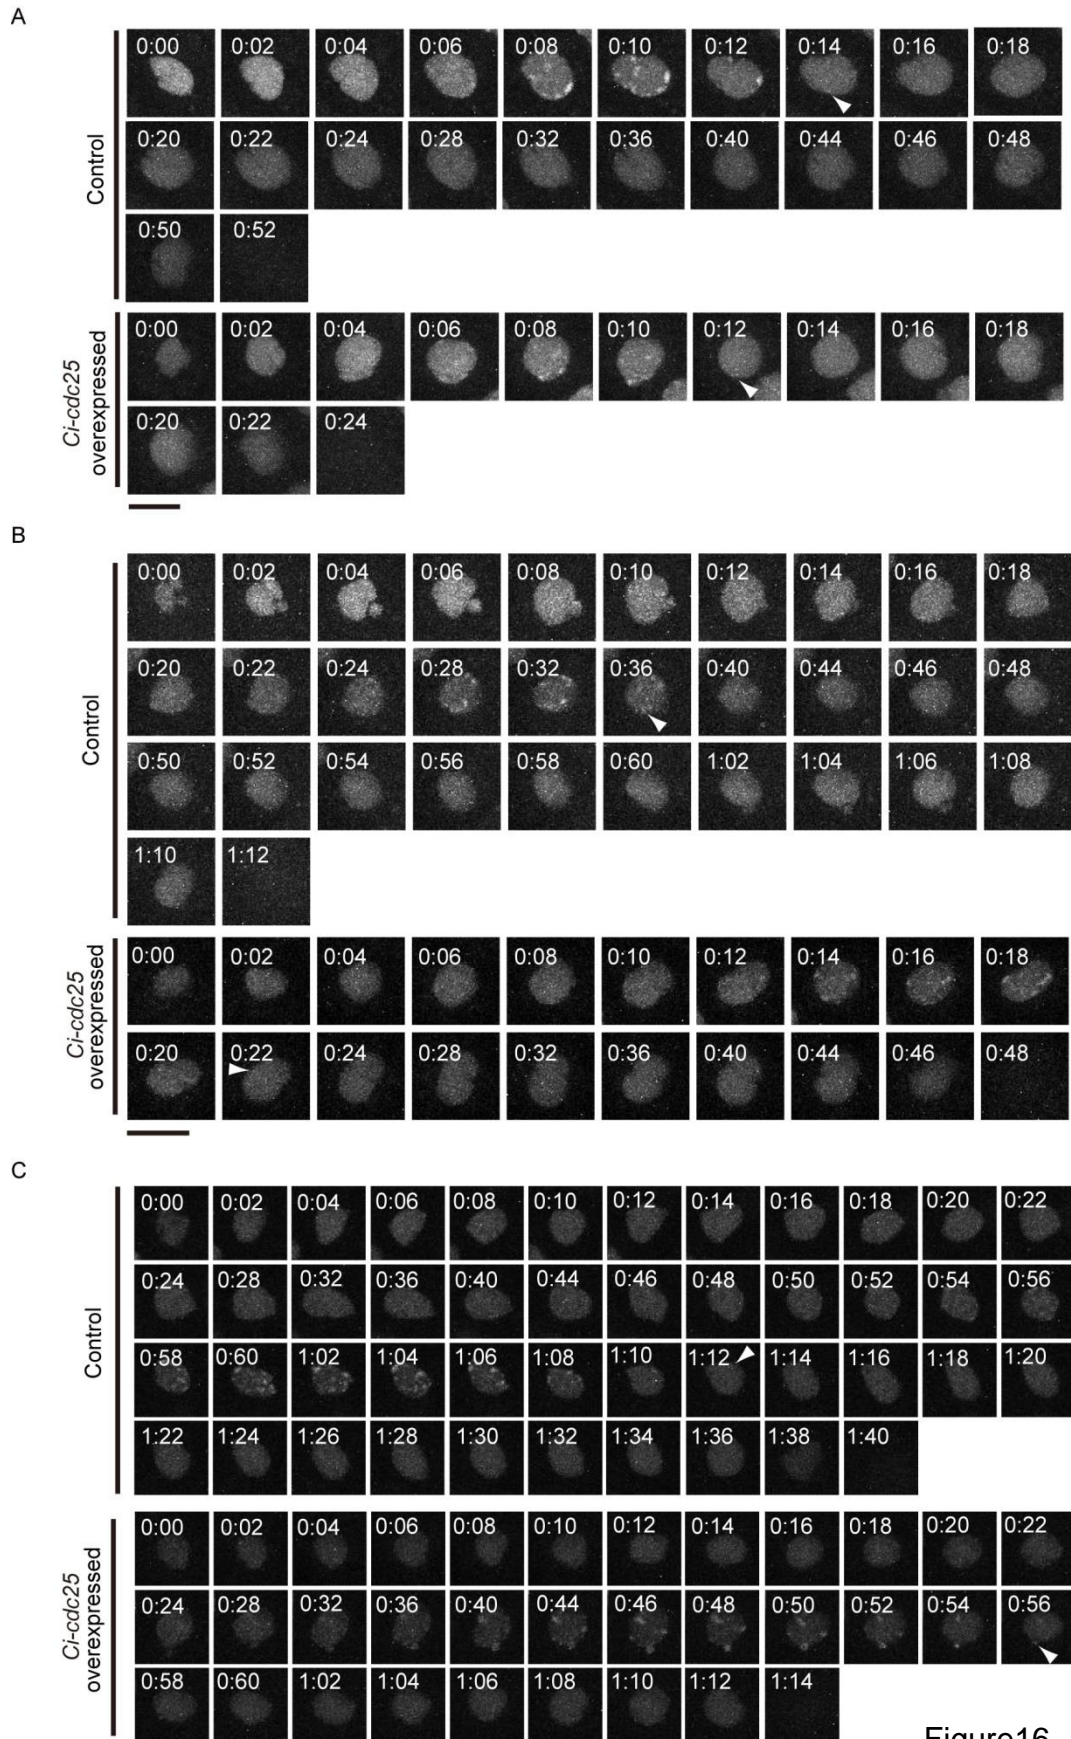 A
Control
0:00 0:02 0:04 0:06 0:08 0:10 0:12 0:14 0:16 0:18
0:20 0:22 0:24 0:28 0:32 0:36 0:40 0:44 0:46 0:48
0:50 0:52
Ci-cdc25
overexpressed
0:00 0:02 0:04 0:06 0:08 0:10 0:12 0:14 0:16 0:18
0:20 0:22 0:24
B
Control
0:00 0:02 0:04 0:06 0:08 0:10 0:12 0:14 0:16 0:18
0:20 0:22 0:24 0:28 0:32 0:36 0:40 0:44 0:46 0:48
0:50 0:52 0:54 0:56 0:58 0:60 1:02 1:04 1:06 1:08
1:10 1:12
Ci-cdc25
overexpressed
0:00 0:02 0:04 0:06 0:08 0:10 0:12 0:14 0:16 0:18
0:20 0:22 0:24 0:28 0:32 0:36 0:40 0:44 0:46 0:48
C
Control
0:00 0:02 0:04 0:06 0:08 0:10 0:12 0:14 0:16 0:18 0:20 0:22
0:24 0:28 0:32 0:36 0:40 0:44 0:46 0:48 0:50 0:52 0:54 0:56
0:58 0:60 1:02 1:04 1:06 1:08 1:10 1:12 1:14 1:16 1:18 1:20
1:22 1:24 1:26 1:28 1:30 1:32 1:34 1:36 1:38 1:40
Ci-cdc25
overexpressed
0:00 0:02 0:04 0:06 0:08 0:10 0:12 0:14 0:16 0:18 0:20 0:22
0:24 0:28 0:32 0:36 0:40 0:44 0:46 0:48 0:50 0:52 0:54 0:56
0:58 0:60 1:02 1:04 1:06 1:08 1:10 1:12 1:14
Figure16